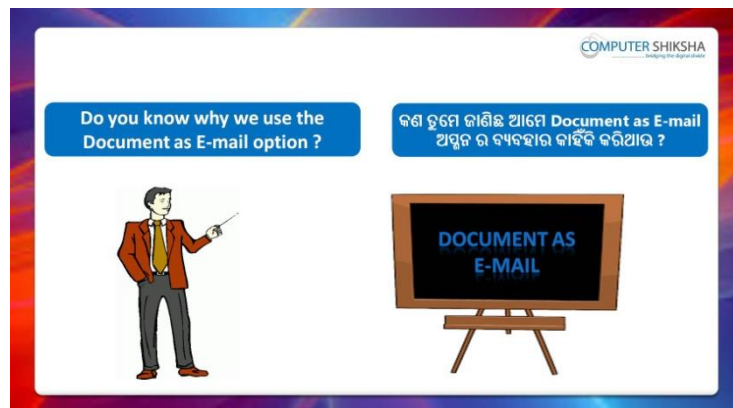 COMPUTER SHIKSHA
bridging the digital divide
Do you know why we use the
Document as E-mail option ?
କଣ ତୁମେ ଜାଣିଛ ଆମେ Document as E-mail
ଅପ୍ସନ ର ବ୍ୟବହାର କାହିଁକି କରିଥାଉ ?
DOCUMENT AS
E-MAIL